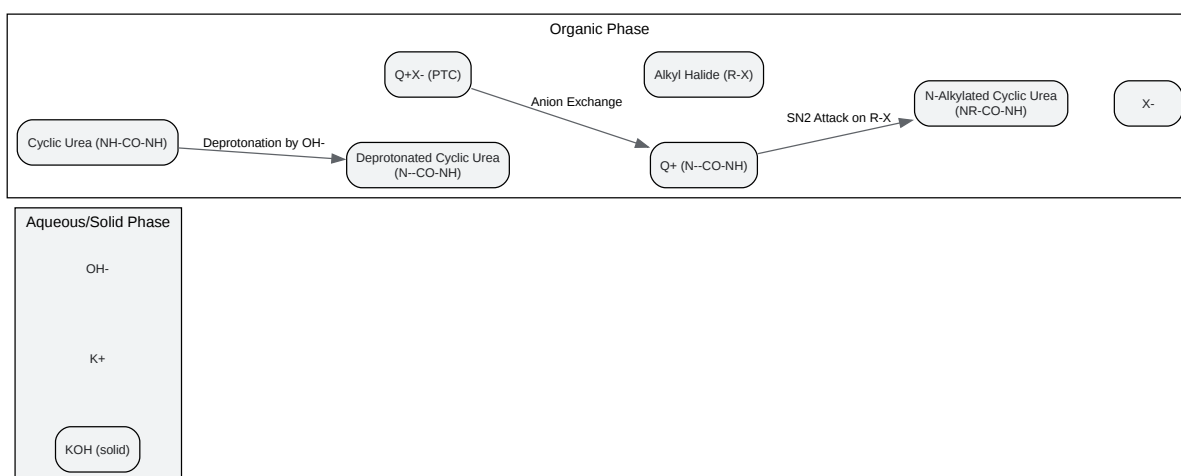 Organic Phase
Q+X- (PTC)
Alkyl Halide (R-X)
Anion Exchange
N-Alkylated Cyclic Urea
(NR-CO-NH)
X-
SN2 Attack on R-X
Cyclic Urea (NH-CO-NH)
Deprotonation by OH-
Deprotonated Cyclic Urea
(N--CO-NH)
Q+ (N--CO-NH)
Aqueous/Solid Phase
OH-
K+
KOH (solid)